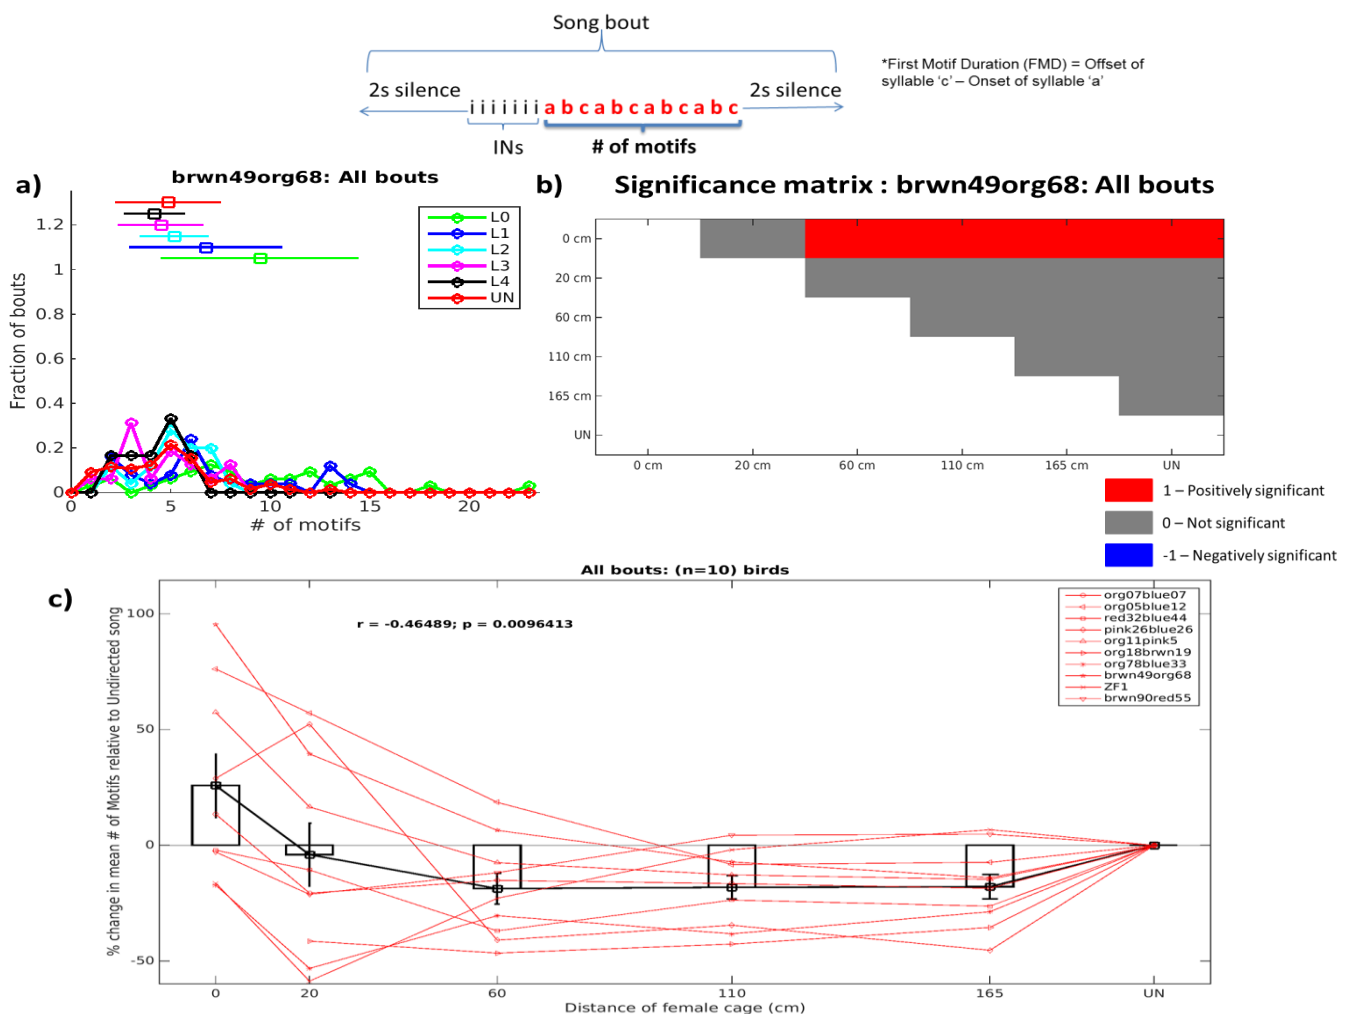 Song bout
*First Motif Duration (FMD) = Offset of
syllable ‘c’ – Onset of syllable ‘a’
2s silence
i i i i i i i a b c a b c a b c a b c
2s silence
INs
# of motifs
a)
brwn49org68: All bouts
Fraction of bouts
1.2
1
0.8
0.6
0.4
0.2
0
0
5
10
15
20
# of motifs
L0
L1
L2
L3
L4
UN
b)
Significance matrix : brwn49org68: All bouts
0 cm
20 cm
60 cm
110 cm
165 cm
UN
0 cm
20 cm
60 cm
110 cm
165 cm
UN
1 – Positively significant
0 – Not significant
-1 – Negatively significant
c)
All bouts: (n=10) birds
r = -0.46489; p = 0.0096413
% change in mean # of Motifs relative to Undirected song
100
50
0
-50
org07blue07
org05blue12
red32blue44
pink26blue26
org11pink5
org18brwn19
org78blue33
brwn49org68
ZF1
brwn90red55
0
20
60
110
165
UN
Distance of female cage (cm)